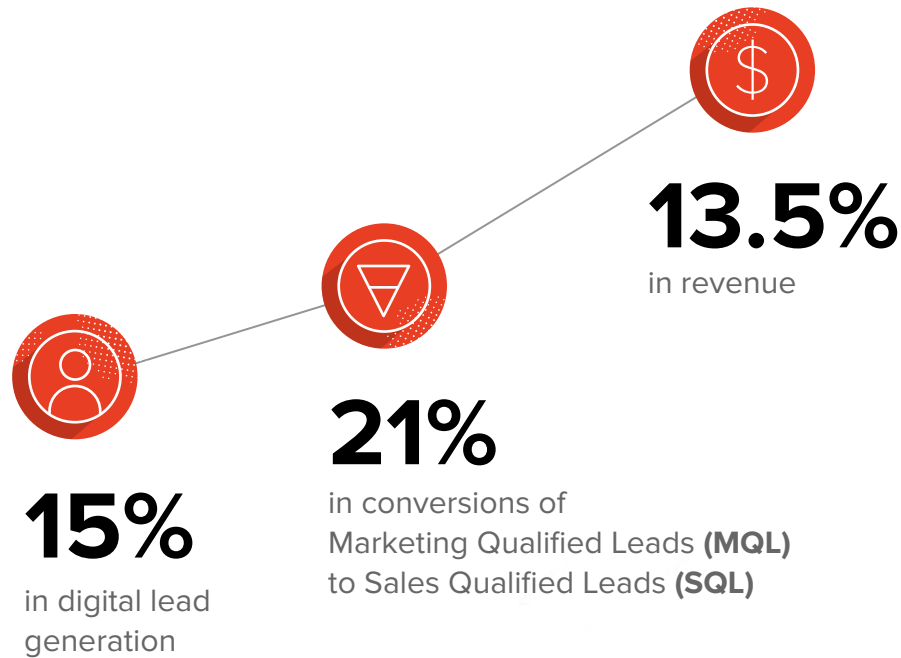 15%
in digital lead
generation
21%
in conversions of
Marketing Qualified Leads (MQL)
to Sales Qualified Leads (SQL)
$
13.5%
in revenue